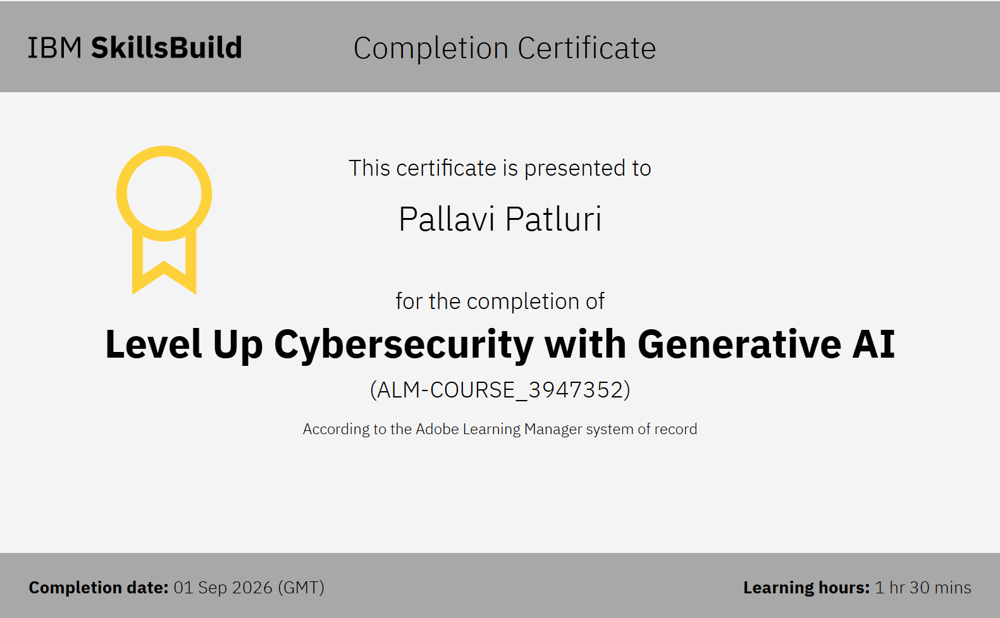 IBM SkillsBuild
Completion Certificate
This certificate is presented to
Pallavi Patluri
for the completion of
Level Up Cybersecurity with Generative AI
(ALM-COURSE_3947352)
According to the Adobe Learning Manager system of record
Completion date: 01 Sep 2026 (GMT)
Learning hours: 1 hr 30 mins